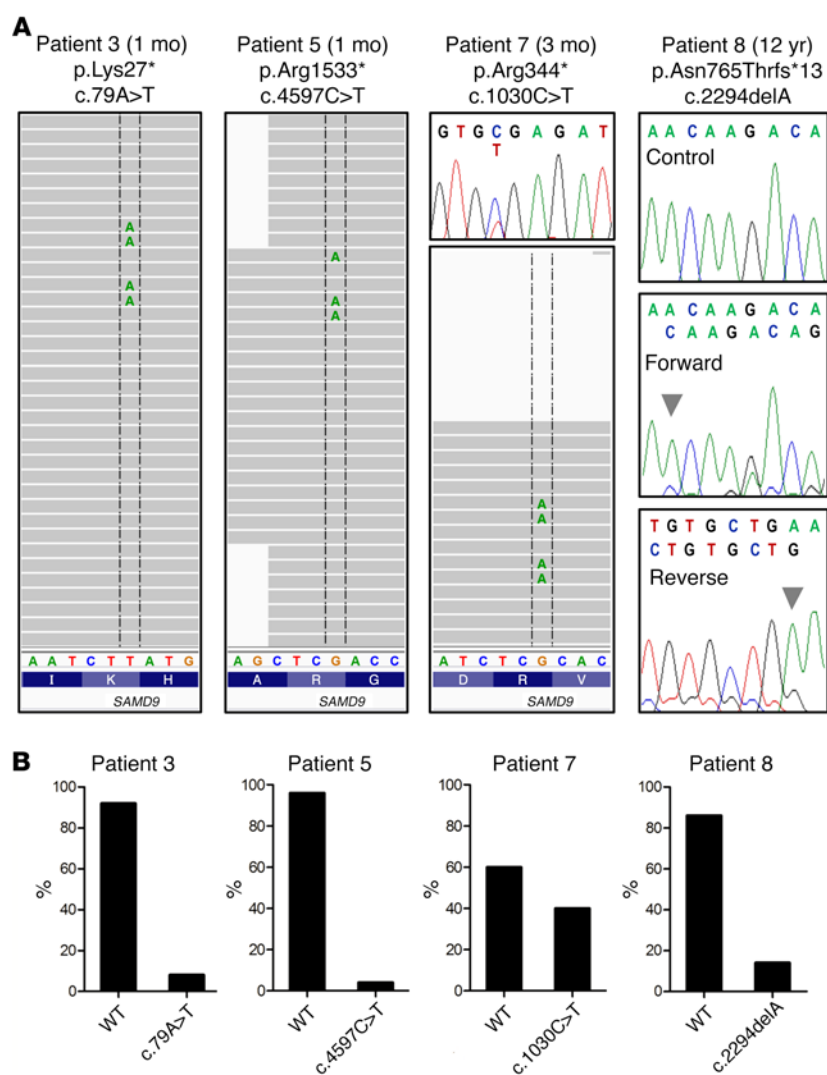 A
Patient 3 (1 mo)
p.Lys27*
c.79A>T
Patient 5 (1 mo)
p.Arg1533*
c.4597C>T
Patient 7 (3 mo)
p.Arg344*
c.1030C>T
Patient 8 (12 yr)
p.Asn765Thrfs*13
c.2294delA
A
A
A
A
A A T C T T A T G
I K H
SAMD9
A
A
A
A G C T C G A C C
A R G
SAMD9
G T G C G A G A T
T
A
A
A
A
A T C T C G C A C
D R V
SAMD9
A A C A A G A C A
Control
A A C A A G A C A
C A A G A C A G
Forward
T G T G C T G A A
C T G T G C T G
Reverse
B
Patient 3
100
80
60
40
20
0
%
WT
c.79A>T
Patient 5
100
80
60
40
20
0
%
WT
c.4597C>T
Patient 7
100
80
60
40
20
0
%
WT
c.1030C>T
Patient 8
100
80
60
40
20
0
%
WT
c.2294delA